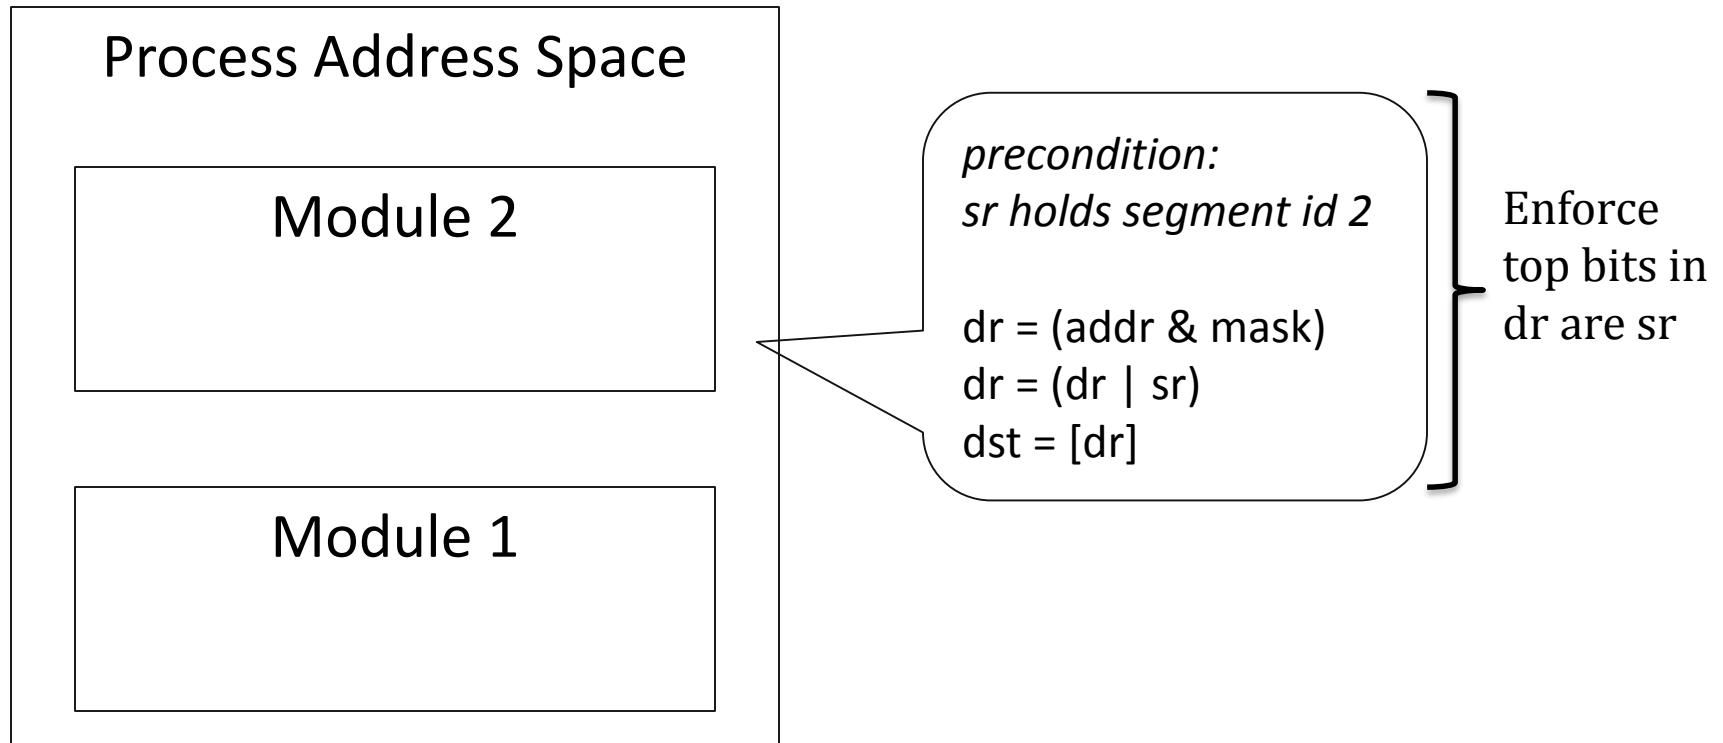 Process Address Space
Module 2
Module 1
precondition:
sr holds segment id 2
dr = (addr & mask)
dr = (dr | sr)
dst = [dr]
Enforce
top bits in
dr are sr